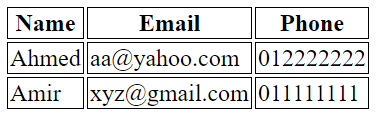 Name Email Phone
Ahmed aa@yahoo.com 012222222
Amir xyz@gmail.com 011111111